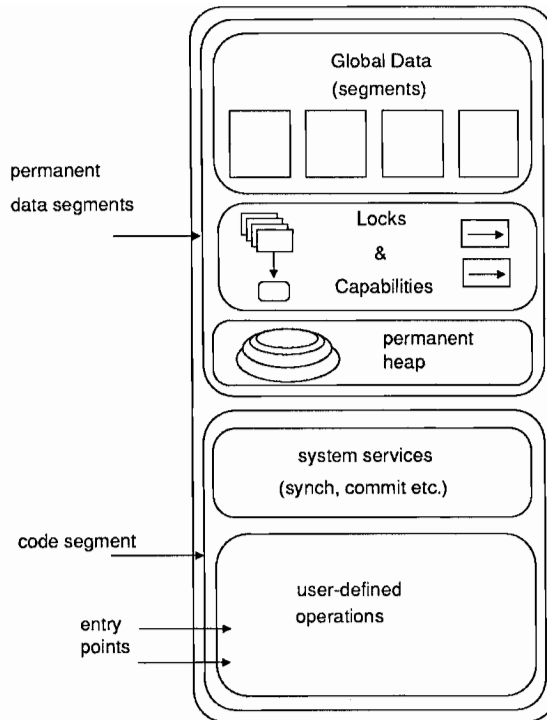 Global Data
(segments)
permanent
data segments
Locks
&
Capabilities
permanent
heap
system services
(synch, commit etc.)
code segment
user-defined
operations
entry
points